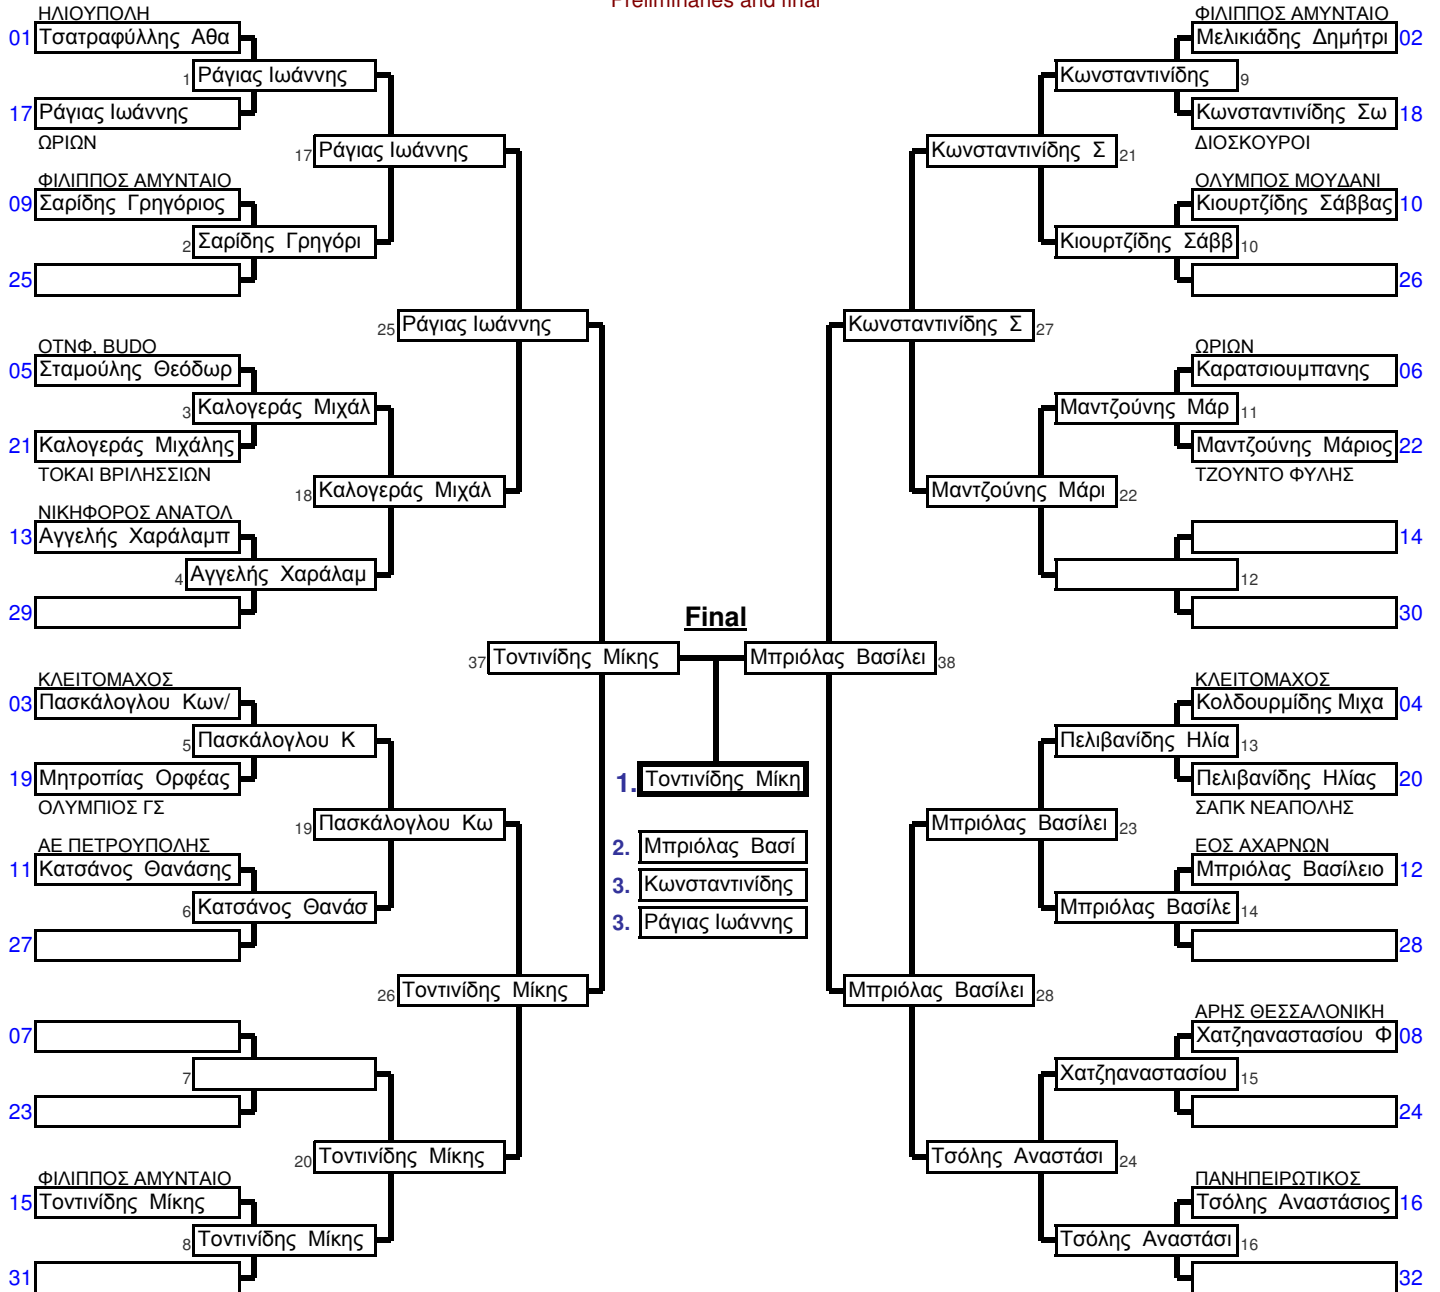 Preliminaries and final
ΗΛΙΟΥΠΟΛΗ
01 Τσατραφύλλης Αθα
1 Ράγιας Ιωάννης
17 Ράγιας Ιωάννης
ΩΡΙΩΝ
17 Ράγιας Ιωάννης
ΦΙΛΙΠΠΟΣ ΑΜΥΝΤΑΙΟ
09 Σαρίδης Γρηγόριος
2 Σαρίδης Γρηγόρι
25
25 Ράγιας Ιωάννης
ΟΤΝΦ, BUDO
05 Σταμούλης Θεόδωρ
3 Καλογεράς Μιχάλ
21 Καλογεράς Μιχάλης
ΤΟΚΑΙ ΒΡΙΛΗΣΣΙΩΝ
18 Καλογεράς Μιχάλ
ΝΙΚΗΦΟΡΟΣ ΑΝΑΤΟΛ
13 Αγγελής Χαράλαμπ
4 Αγγελής Χαράλαμ
29
37 Τοντινίδης Μίκης
ΚΛΕΙΤΟΜΑΧΟΣ
03 Πασκάλογλου Κων/
5 Πασκάλογλου Κ
19 Μητροπίας Ορφέας
ΟΛΥΜΠΙΟΣ ΓΣ
19 Πασκάλογλου Κω
ΑΕ ΠΕΤΡΟΥΠΟΛΗΣ
11 Κατσάνος Θανάσης
6 Κατσάνος Θανάσ
27
26 Τοντινίδης Μίκης
07
7
23
20 Τοντινίδης Μίκης
ΦΙΛΙΠΠΟΣ ΑΜΥΝΤΑΙΟ
15 Τοντινίδης Μίκης
8 Τοντινίδης Μίκης
31
Final
1. Τοντινίδης Μίκη
2. Μπριόλας Βασί
3. Κωνσταντινίδης
3. Ράγιας Ιωάννης
ΦΙΛΙΠΠΟΣ ΑΜΥΝΤΑΙΟ
Μελικιάδης Δημήτρι 02
Κωνσταντινίδης 9
Κωνσταντινίδης Σω 18
ΔΙΟΣΚΟΥΡΟΙ
Κωνσταντινίδης Σ 21
ΟΛΥΜΠΟΣ ΜΟΥΔΑΝΙ
Κιουρτζίδης Σάββας 10
Κιουρτζίδης Σάββ 10
26
Κωνσταντινίδης Σ 27
ΩΡΙΩΝ
Καρατσιουμπανης 06
Μαντζούνης Μάρ 11
Μαντζούνης Μάριος 22
ΤΖΟΥΝΤΟ ΦΥΛΗΣ
Μαντζούνης Μάρι 22
14
12
30
Μπριόλας Βασίλει 38
ΚΛΕΙΤΟΜΑΧΟΣ
Κολδουρμίδης Μιχα 04
Πελιβανίδης Ηλία 13
Πελιβανίδης Ηλίας 20
ΣΑΠΚ ΝΕΑΠΟΛΗΣ
Μπριόλας Βασίλει 23
ΕΟΣ ΑΧΑΡΝΩΝ
Μπριόλας Βασίλειο 12
Μπριόλας Βασίλε 14
28
Μπριόλας Βασίλει 28
ΑΡΗΣ ΘΕΣΣΑΛΟΝΙΚΗ
Χατζηαναστασίου Φ 08
Χατζηαναστασίου 15
24
Τσόλης Αναστάσι 24
ΠΑΝΗΠΕΙΡΩΤΙΚΟΣ
Τσόλης Αναστάσιος 16
Τσόλης Αναστάσι 16
32